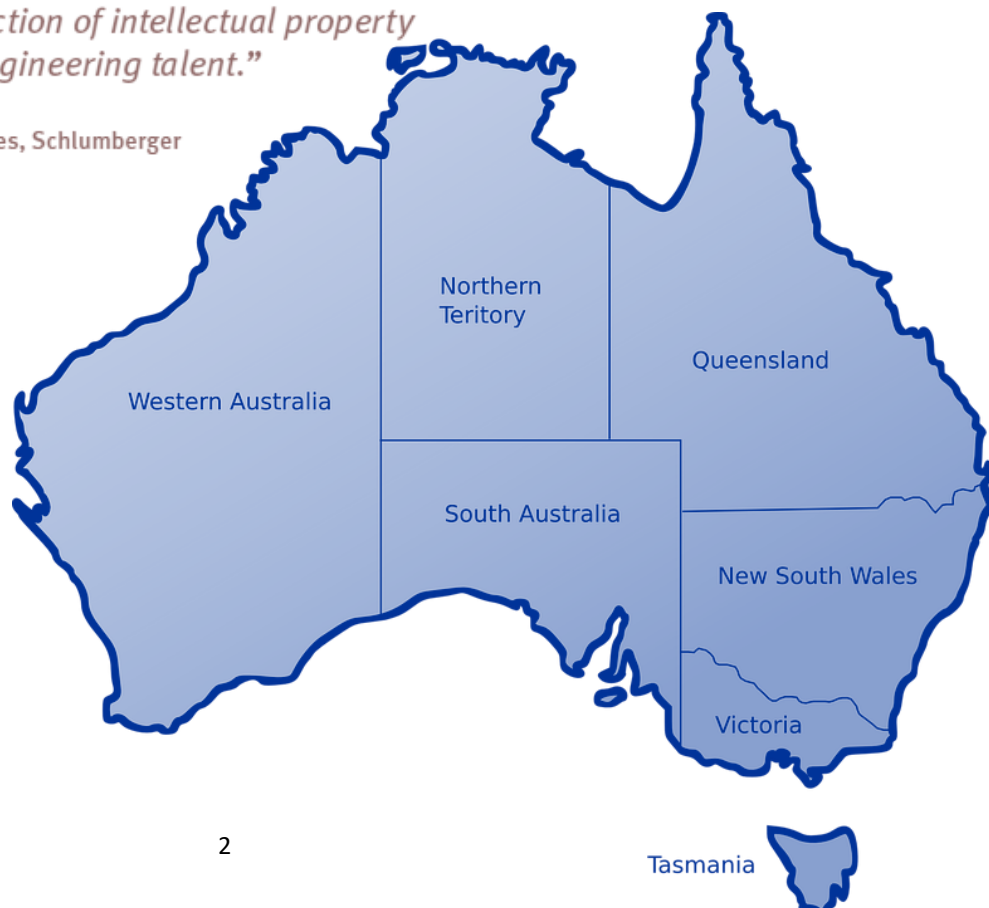 ction of intellectual property
gineering talent.”
es, Schlumberger
Northern
Teritory
Queensland
Western Australia
South Australia
New South Wales
Victoria
2
Tasmania